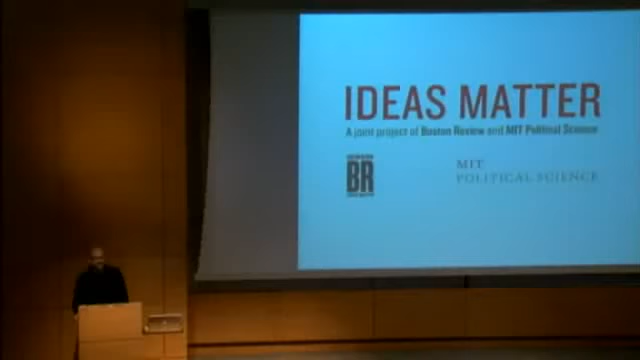 IDEAS MATTER
A joint project of Boston Review and MIT Political Science
BR
MIT
POLITICAL SCIENCE